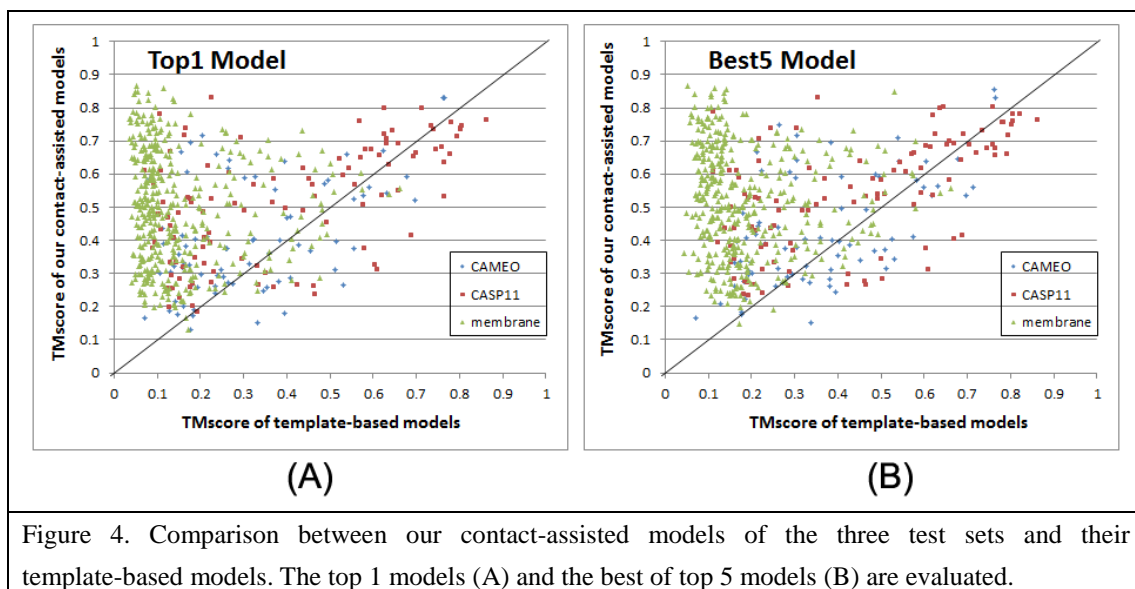 Top1 Model
TMscore of our contact-assisted models
1
0.9
0.8
0.7
0.6
0.5
0.4
0.3
0.2
0.1
0
0 0.1 0.2 0.3 0.4 0.5 0.6 0.7 0.8 0.9 1
TMscore of template-based models
CAMEO
CASP11
membrane
(A)
Best5 Model
TMscore of our contact-assisted models
1
0.9
0.8
0.7
0.6
0.5
0.4
0.3
0.2
0.1
0
0 0.1 0.2 0.3 0.4 0.5 0.6 0.7 0.8 0.9 1
TMscore of template-based models
CAMEO
CASP11
membrane
(B)
Figure 4. Comparison between our contact-assisted models of the three test sets and their
template-based models. The top 1 models (A) and the best of top 5 models (B) are evaluated.